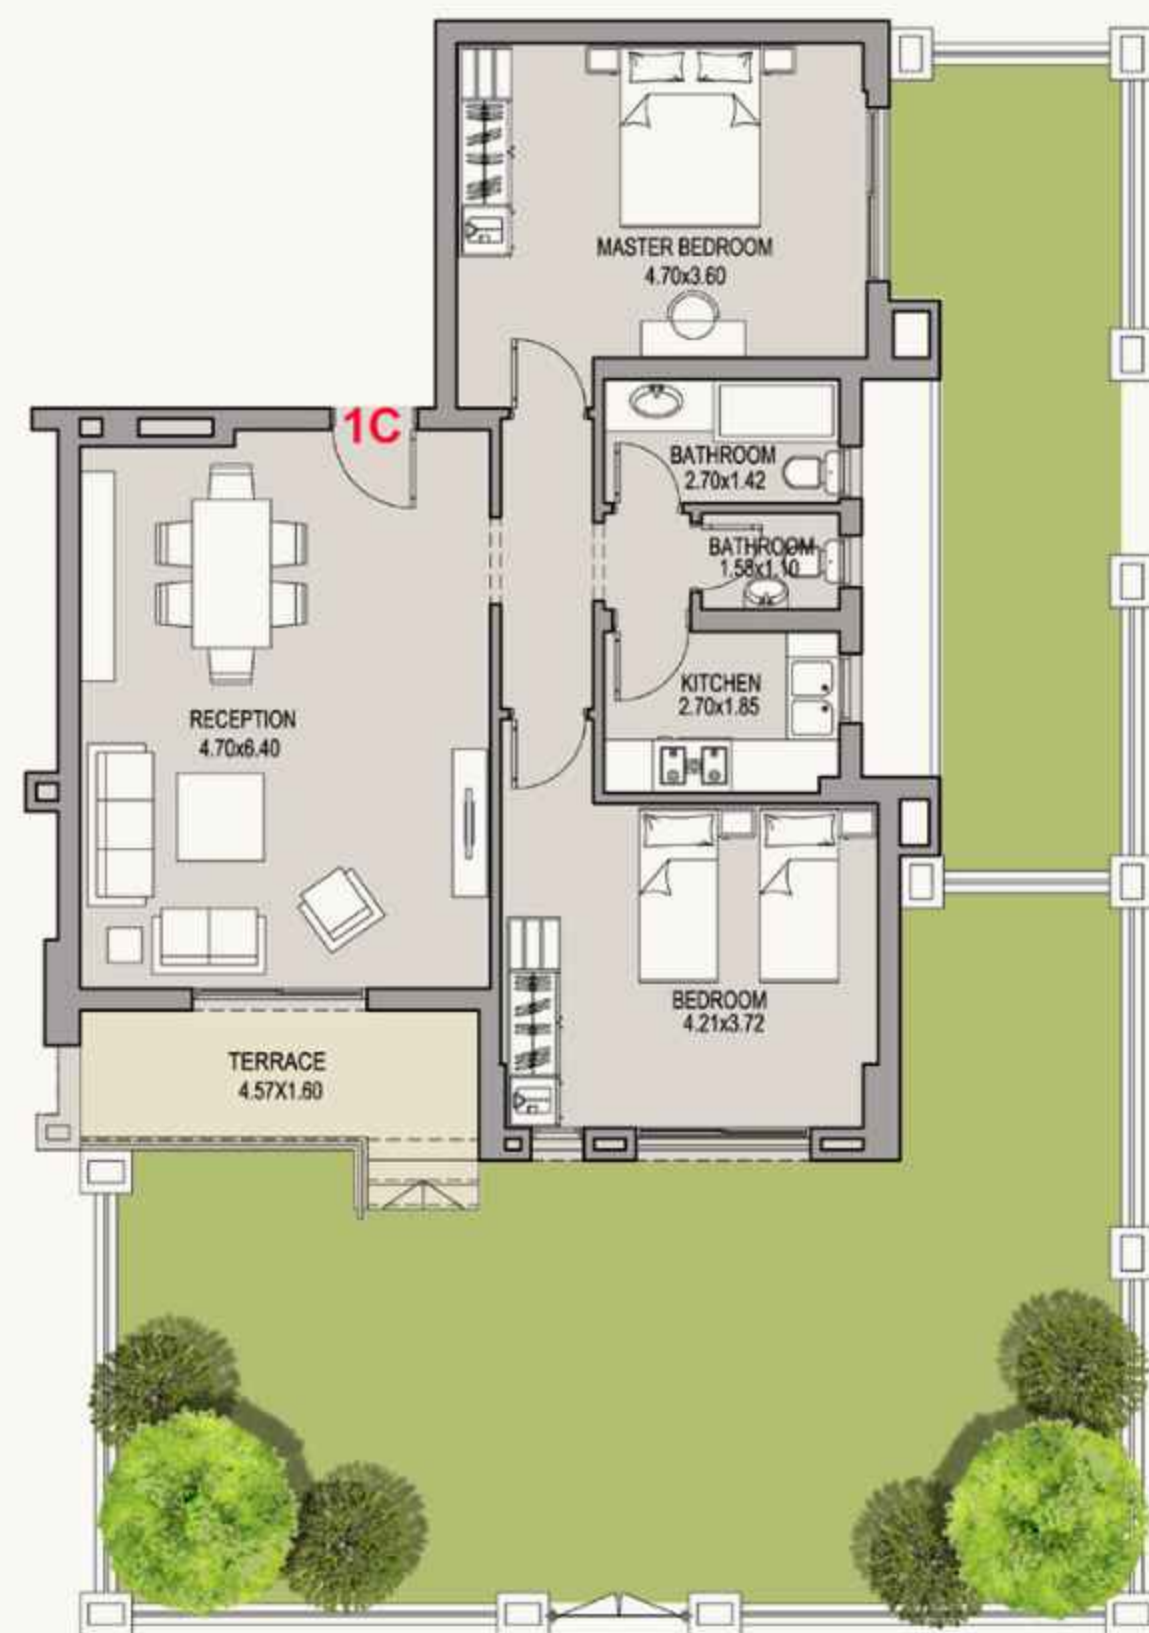 MASTER BEDROOM
4.70x3.60
1C
BATHROOM
2.70x1.42
BATHROOM
1.58x1.10
KITCHEN
2.70x1.85
RECEPTION
4.70x6.40
BEDROOM
4.21x3.72
TERRACE
4.57X1.60